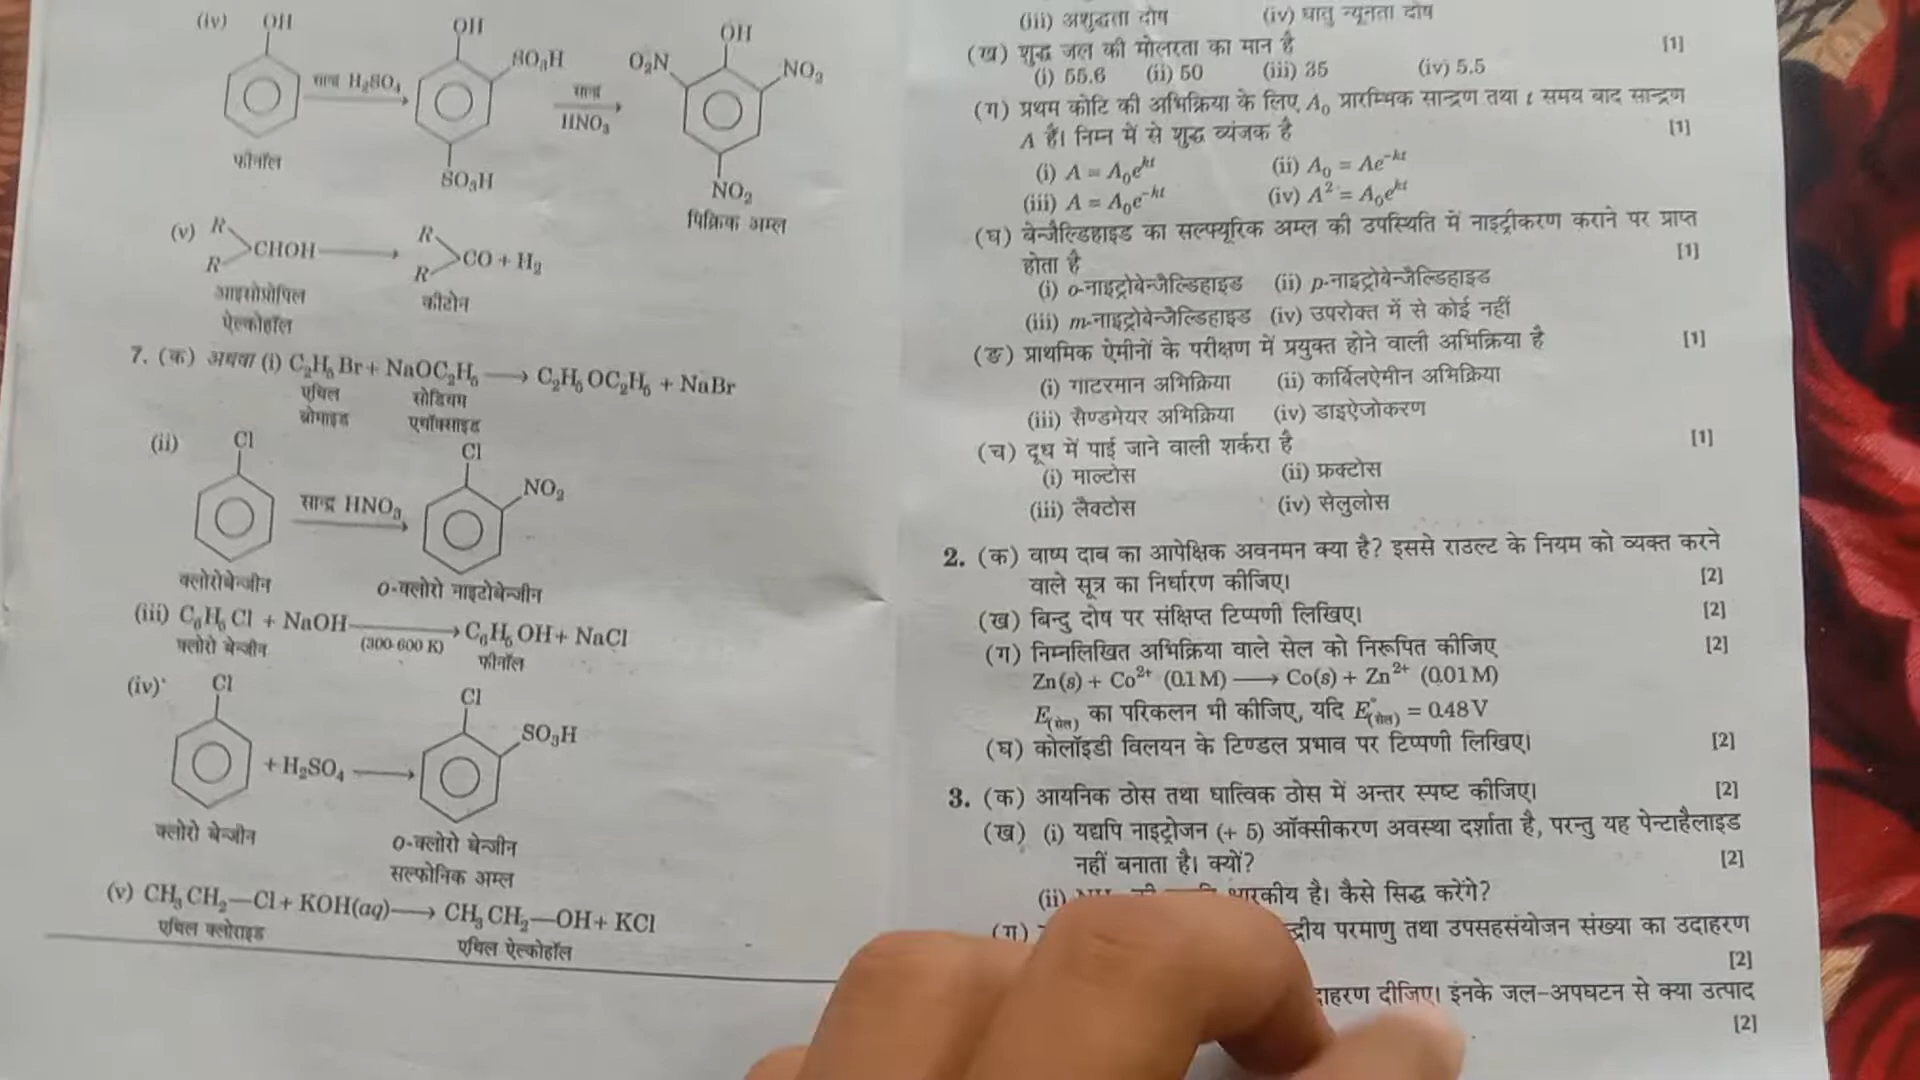 (iv) OH
OH
SO₃H
सान्द्र H₂SO₄
SO₃H
सान्द्र
HNO₃
OH
O₂N
NO₂
NO₂
फीनॉल
पिक्रिक अम्ल
(v) R
R
CHOH
R
R
CO + H₂
आइसोप्रोपिल
ऐल्कोहॉल
कीटोन
7. (क) अथवा (i) C₂H₅Br + NaOC₂H₅ ⟶ C₂H₅OC₂H₅ + NaBr
एथिल
ब्रोमाइड
सोडियम
एथॉक्साइड
(ii) Cl
सान्द्र HNO₃
Cl
NO₂
क्लोरोबेन्जीन
O-क्लोरो नाइटोबेन्जीन
(iii) C₆H₅Cl + NaOH ⟶ C₆H₅OH + NaCl
(300-600 K)
क्लोरो बेन्जीन
फीनॉल
(iv) Cl
+ H₂SO₄ ⟶
Cl
SO₃H
क्लोरो बेन्जीन
O-क्लोरो बेन्जीन
सल्फोनिक अम्ल
(v) CH₃CH₂—Cl + KOH(aq) ⟶ CH₃CH₂—OH + KCl
एथिल क्लोराइड
एथिल ऐल्कोहॉल
(iii) अशुद्धता दोष (iv) धातु न्यूनता दोष
(ख) शुद्ध जल की मोलरता का मान है [1]
(i) 55.6 (ii) 50 (iii) 35 (iv) 5.5
(ग) प्रथम कोटि की अभिक्रिया के लिए A₀ प्रारम्भिक सान्द्रण तथा t समय बाद सान्द्रण
A है। निम्न में से शुद्ध व्यंजक है [1]
(i) A = A₀eᵏᵗ (ii) A₀ = Ae⁻ᵏᵗ
(iii) A = A₀e⁻ᵏᵗ (iv) A² = A₀eᵏᵗ
(घ) बेन्जैल्डिहाइड का सल्फ्यूरिक अम्ल की उपस्थिति में नाइट्रीकरण कराने पर प्राप्त
होता है [1]
(i) o-नाइट्रोबेन्जैल्डिहाइड (ii) p-नाइट्रोबेन्जैल्डिहाइड
(iii) m-नाइट्रोबेन्जैल्डिहाइड (iv) उपरोक्त में से कोई नहीं
(ङ) प्राथमिक ऐमीनों के परीक्षण में प्रयुक्त होने वाली अभिक्रिया है [1]
(i) गाटरमान अभिक्रिया (ii) कार्बिलऐमीन अभिक्रिया
(iii) सैण्डमेयर अभिक्रिया (iv) डाइऐजोकरण
(च) दूध में पाई जाने वाली शर्करा है [1]
(i) माल्टोस (ii) फ्रक्टोस
(iii) लैक्टोस (iv) सेलुलोस
2. (क) वाष्प दाब का आपेक्षिक अवनमन क्या है? इससे राउल्ट के नियम को व्यक्त करने
वाले सूत्र का निर्धारण कीजिए। [2]
(ख) बिन्दु दोष पर संक्षिप्त टिप्पणी लिखिए। [2]
(ग) निम्नलिखित अभिक्रिया वाले सेल को निरूपित कीजिए [2]
Zn(s) + Co²⁺ (0.1 M) ⟶ Co(s) + Zn²⁺ (0.01 M)
E(सेल) का परिकलन भी कीजिए, यदि E°(सेल) = 0.48 V
(घ) कोलॉइडी विलयन के टिण्डल प्रभाव पर टिप्पणी लिखिए। [2]
3. (क) आयनिक ठोस तथा धात्विक ठोस में अन्तर स्पष्ट कीजिए। [2]
(ख) (i) यद्यपि नाइट्रोजन (+ 5) ऑक्सीकरण अवस्था दर्शाता है, परन्तु यह पेन्टाहैलाइड
नहीं बनाता है। क्यों? [2]
(ii) क्षारकीय है। कैसे सिद्ध करेंगे?
(ग) परमाणु तथा उपसहसंयोजन संख्या का उदाहरण
[2]
दीजिए। इनके जल-अपघटन से क्या उत्पाद
[2]